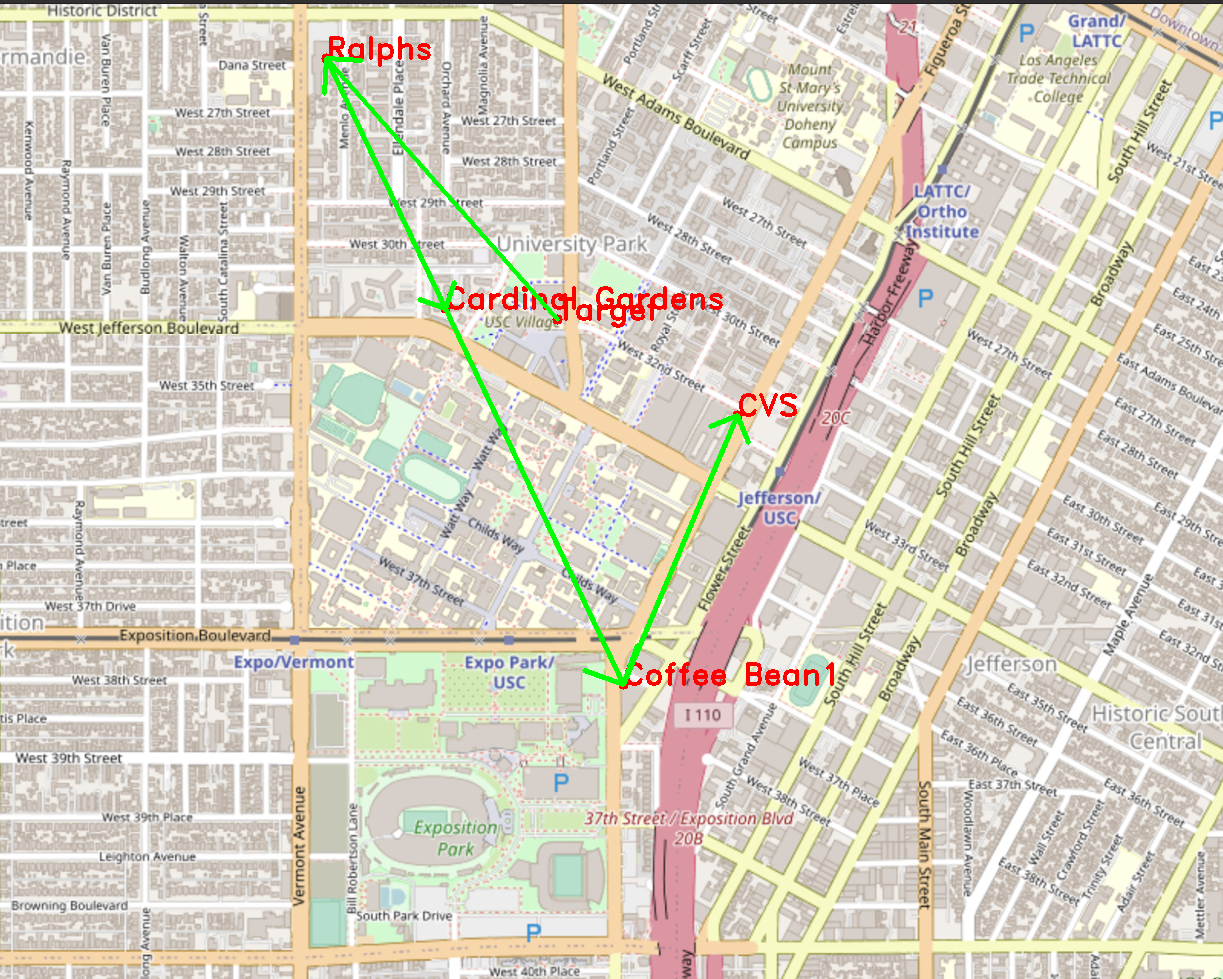 Historic District
Grand/
LATTC
Downtown
21
Figueroa St
Ralphs
Portland St
Scarff Street
Estrel
Normandie
Van Buren Place
Dana Street
Menlo Avenue
Ellendale Place
Orchard Avenue
Magnolia Avenue
P
Los Angeles
Trade Technical
College
Mount
St Mary's
University
Doheny
Campus
West Adams Boulevard
South Hill Street
P
West 27th Street
West 27th Street
Portland Street
Kenwood Avenue
Raymond Avenue
West 28th Street
West 28th Street
West 21st Street
West 29th Street
West 29th Street
West 27th Street
West 28th Street
LATTC/
Ortho
Institute
Van Buren Place
Budlong Avenue
Walton Avenue
South Catalina Street
West 30th Street
University Park
Harbor Freeway
Broadway
P
Cardinal Gardens
Target
USC Village
West 30th Street
Royal Street
West 32nd Street
West Jefferson Boulevard
West 27th Street
East 24th Street
East 25th Street
East Adams Boulevard
West 35th Street
CVS
20C
East 27th Street
East 28th Street
South Hill Street
Watt Way
Watt Way
Jefferson/
USC
Childs Way
Childs Way
Flower Street
Raymond Avenue
West 33rd Street
Broadway
East 29th Street
East 30th Street
East 31st Street
East 32nd Street
Maple Avenue
West 37th Street
West 37th Drive
Exposition Boulevard
Expo/Vermont
Expo Park/
USC
Coffee Bean1
South Hill Street
Broadway
Jefferson
West 38th Street
I 110
East 35th Street
East 36th Street
East 36th Place
Historic South
Central
West 39th Street
P
South Grand Avenue
West 37th Place
West 38th Street
East 37th Street
East 36th Street
West 39th Place
Exposition
Park
37th Street / Exposition Blvd
20B
Vermont Avenue
Bill Robertson Lane
South Main Street
Woodlawn Avenue
Wall Street
Crawford Street
Trinity Street
Adair Street
East 38th Street
Mettler Avenue
Leighton Avenue
Browning Boulevard
South Park Drive
P
West 40th Place